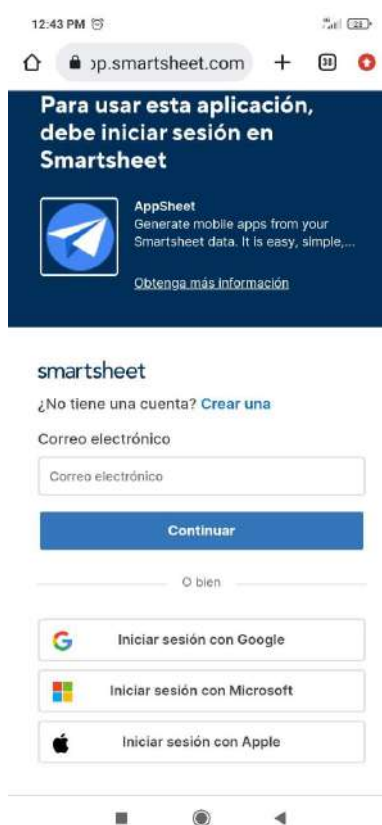 12:43 PM
op.smartsheet.com
Para usar esta aplicación,
debe iniciar sesión en
Smartsheet
AppSheet
Generate mobile apps from your
Smartsheet data. It is easy, simple,...
Obtenga más información
smartsheet
¿No tiene una cuenta? Crear una
Correo electrónico
Correo electrónico
Continuar
O bien
Iniciar sesión con Google
Iniciar sesión con Microsoft
Iniciar sesión con Apple